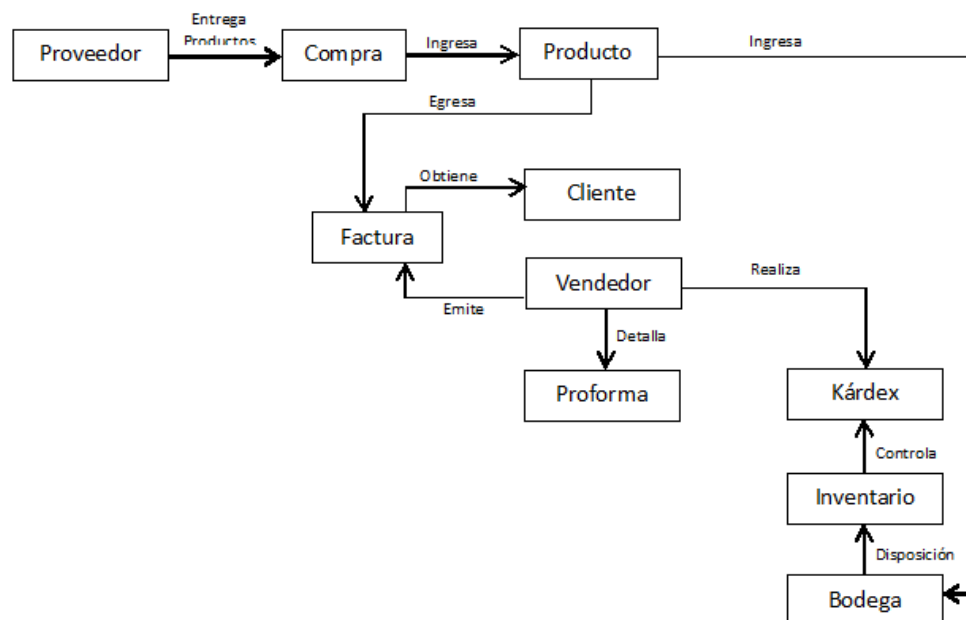 Entrega
Productos
Proveedor
Compra
Ingresa
Producto
Ingresa
Egresa
Obtiene
Cliente
Factura
Vendedor
Realiza
Emite
Detalla
Proforma
Kárdex
Controla
Inventario
Disposición
Bodega